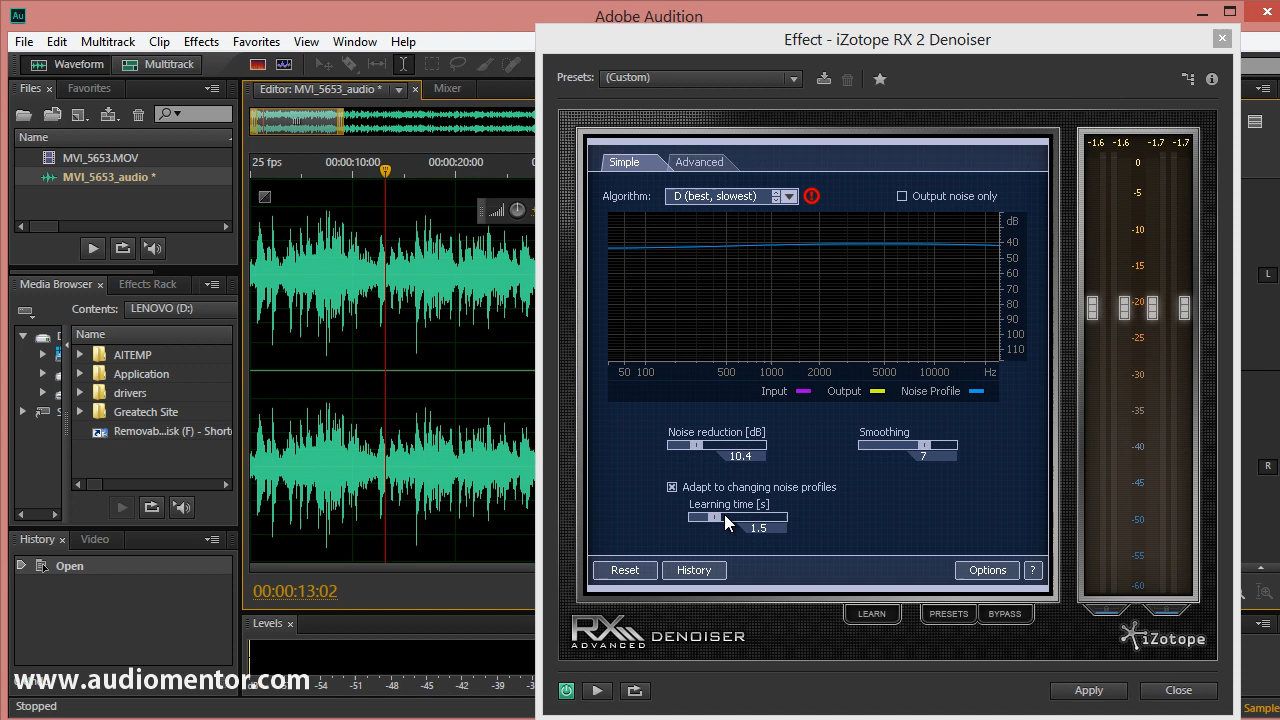 Au
Adobe Audition
File Edit Multitrack Clip Effects Favorites View Window Help
Waveform Multitrack
Files Favorites
Name
MVI_5653.MOV
MVI_5653_audio *
Media Browser Effects Rack
Contents: LENOVO (D:)
Name
AITEMP
Application
drivers
Greatech Site
Removab...isk (F) - Short
History Video
Open
www.audiomentor.com
Stopped
Editor: MVI_5653_audio * Mixer
25 fps 00:00:10:00 00:00:20:00
00:00:13:02
Levels
dB -54 -51 -48 -45 -42 -39 -36
Effect - iZotope RX 2 Denoiser
Presets: (Custom)
Simple Advanced
Algorithm: D (best, slowest) Output noise only
dB
40
50
60
70
80
90
100
110
50 100 500 1000 2000 5000 10000 Hz
Input Output Noise Profile
Noise reduction [dB] Smoothing
10.4 7
Adapt to changing noise profiles
Learning time [s]
1.5
Reset History Options ?
LEARN PRESETS BYPASS
RX ADVANCED DENOISER
-1.6 -1.6 -1.7 -1.7
0
-5
-10
-15
-20
-25
-30
-35
-40
-45
-50
-55
-60
iZotope
Apply Close
L
R
Sample